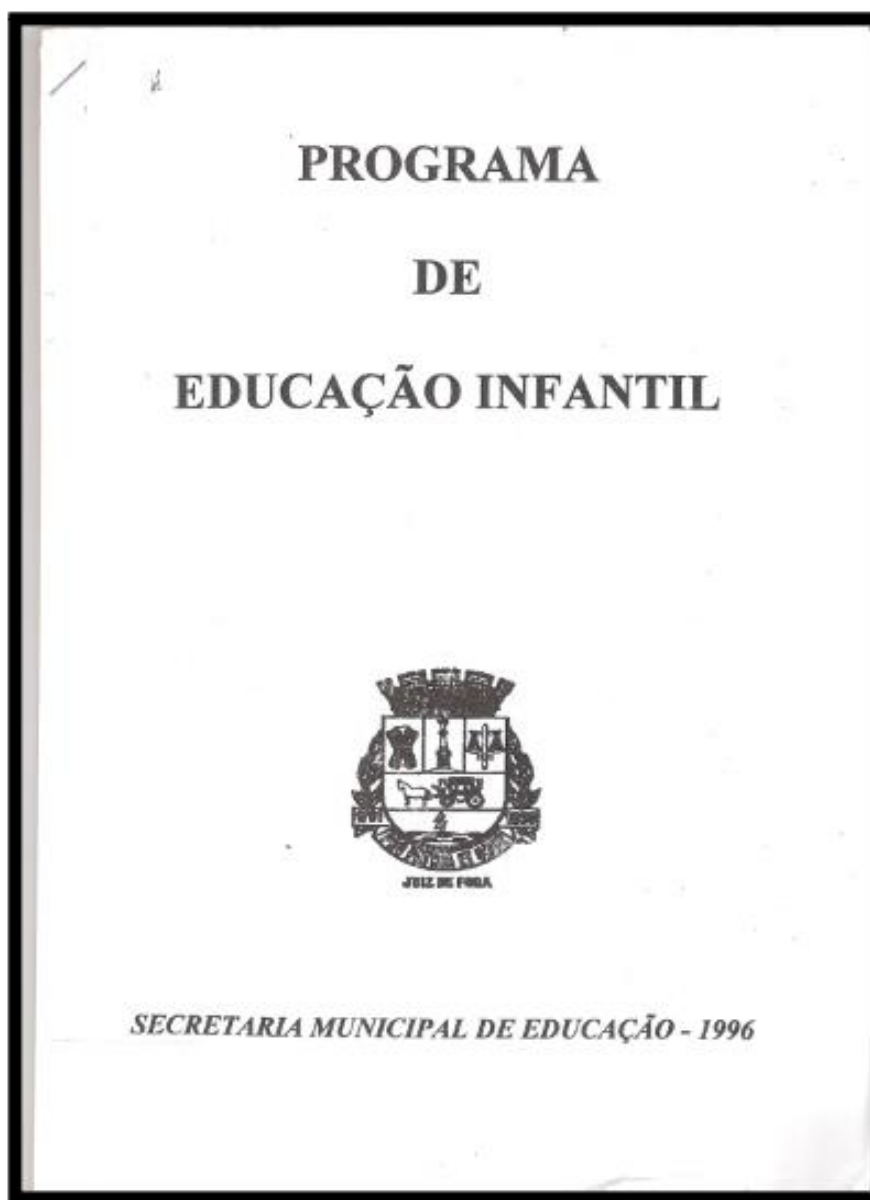 PROGRAMA
DE
EDUCAÇÃO INFANTIL
JUIZ DE FORA
SECRETARIA MUNICIPAL DE EDUCAÇÃO - 1996